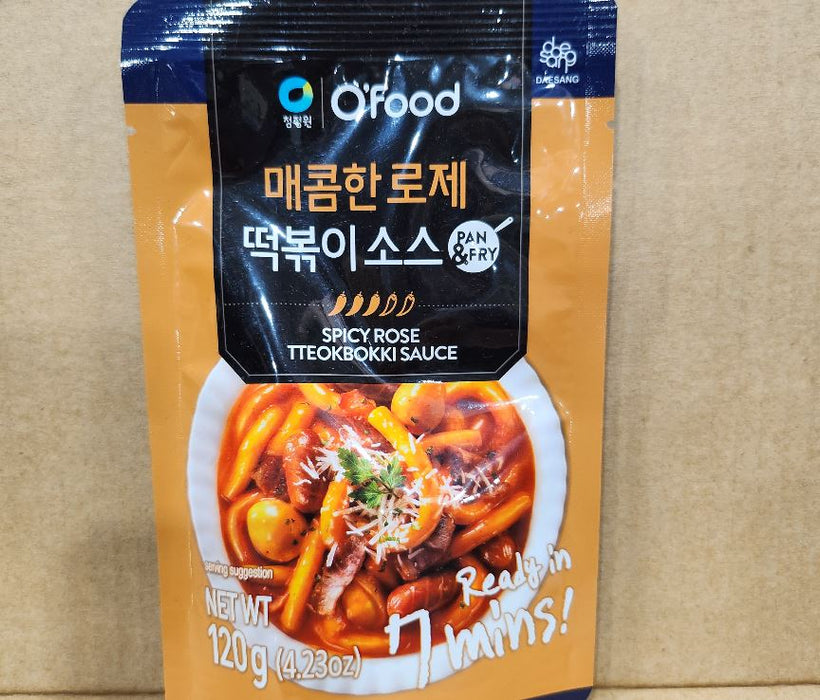 daesang
DAESANG
청정원
O'Food
매콤한 로제
떡볶이 소스
PAN
&FRY
SPICY ROSE
TTEOKBOKKI SAUCE
serving suggestion
NET WT
120g (4.23oz)
Ready in
7 mins!